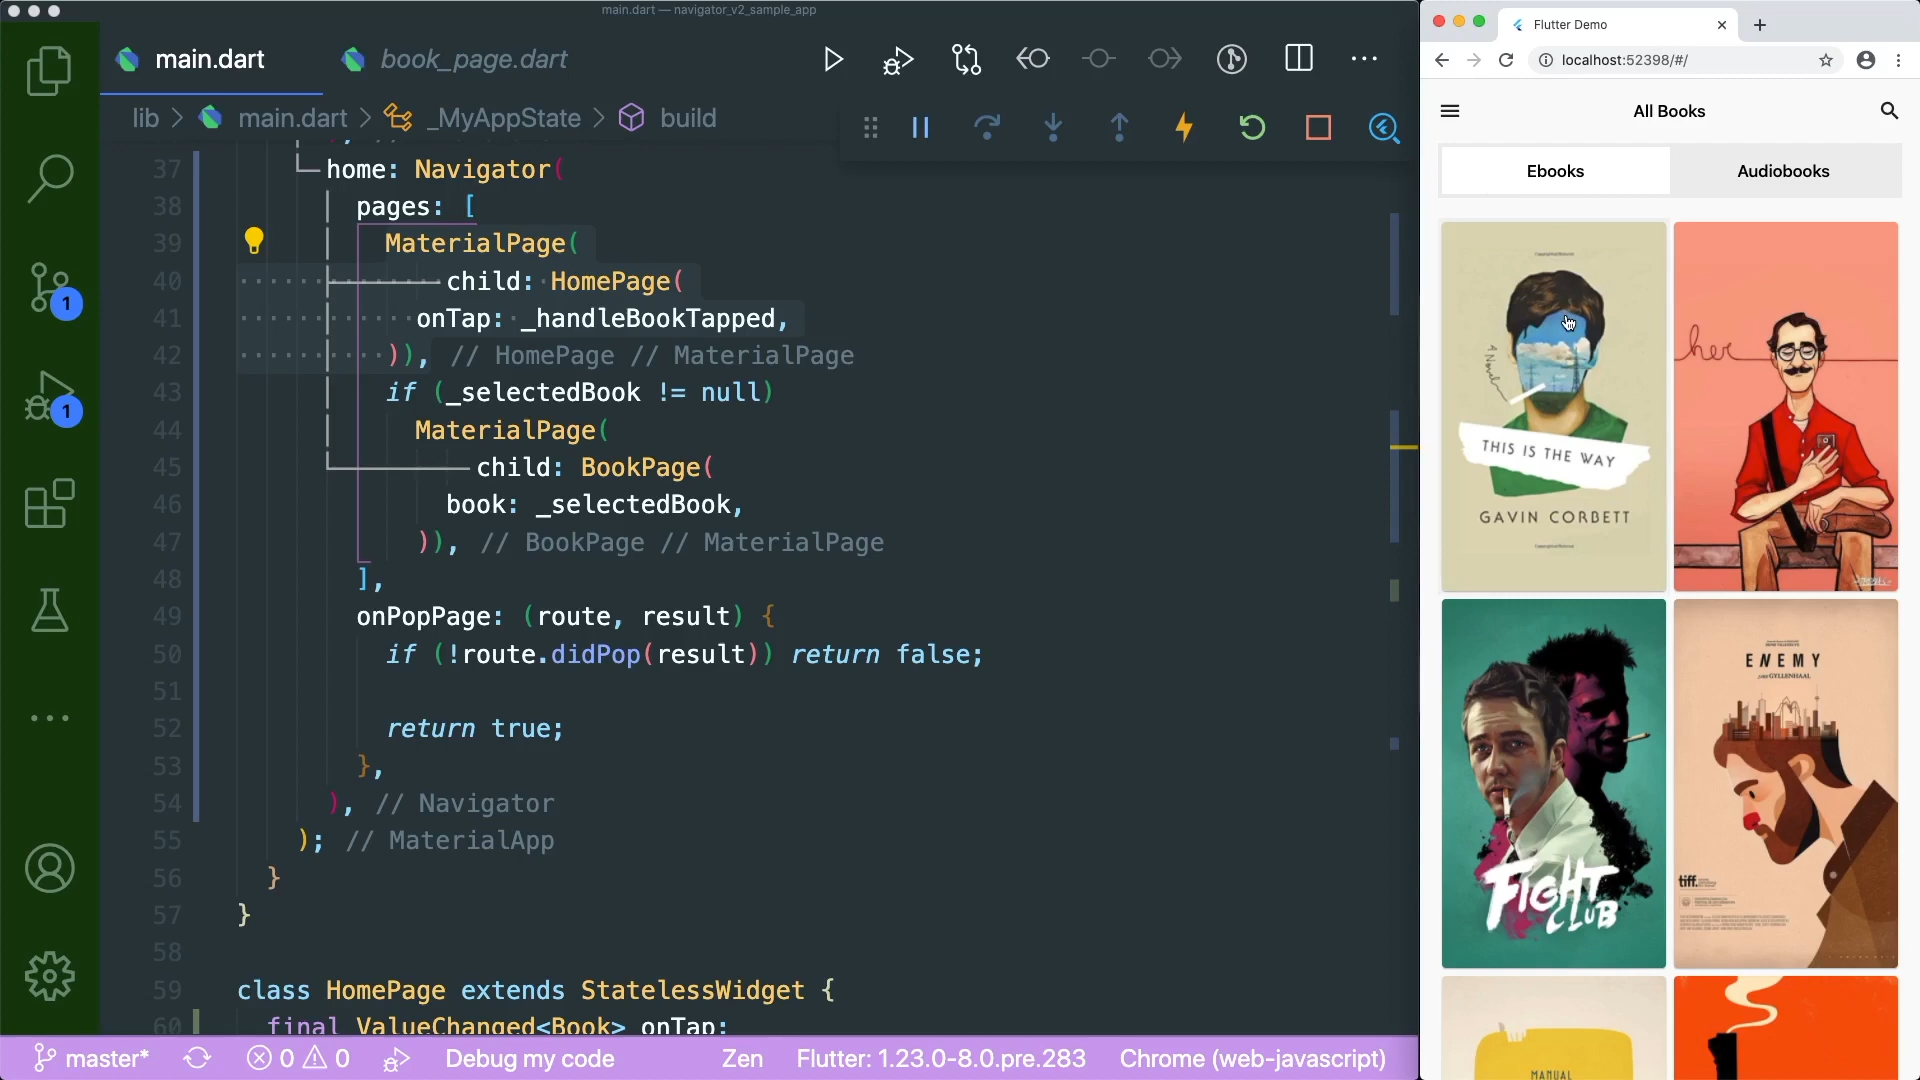 main.dart — navigator_v2_sample_app
main.dart
book_page.dart
lib > main.dart > _MyAppState > build
37 home: Navigator(
38 pages: [
39 MaterialPage(
40 child: HomePage(
41 onTap: _handleBookTapped,
42 )), // HomePage // MaterialPage
43 if (_selectedBook != null)
44 MaterialPage(
45 child: BookPage(
46 book: _selectedBook,
47 )), // BookPage // MaterialPage
48 ],
49 onPopPage: (route, result) {
50 if (!route.didPop(result)) return false;
51
52 return true;
53 },
54 ), // Navigator
55 ); // MaterialApp
56 }
57 }
58
59 class HomePage extends StatelessWidget {
60 final ValueChanged<Book> onTap;
1
1
master* 0 0 Debug my code Zen Flutter: 1.23.0-8.0.pre.283 Chrome (web-javascript)
Flutter Demo
localhost:52398/#/
All Books
Ebooks
Audiobooks
A Novel
THIS IS THE WAY
GAVIN CORBETT
her
FIGHT
CLUB
ENEMY
GYLLENHAAL
tiff.
MANUAL